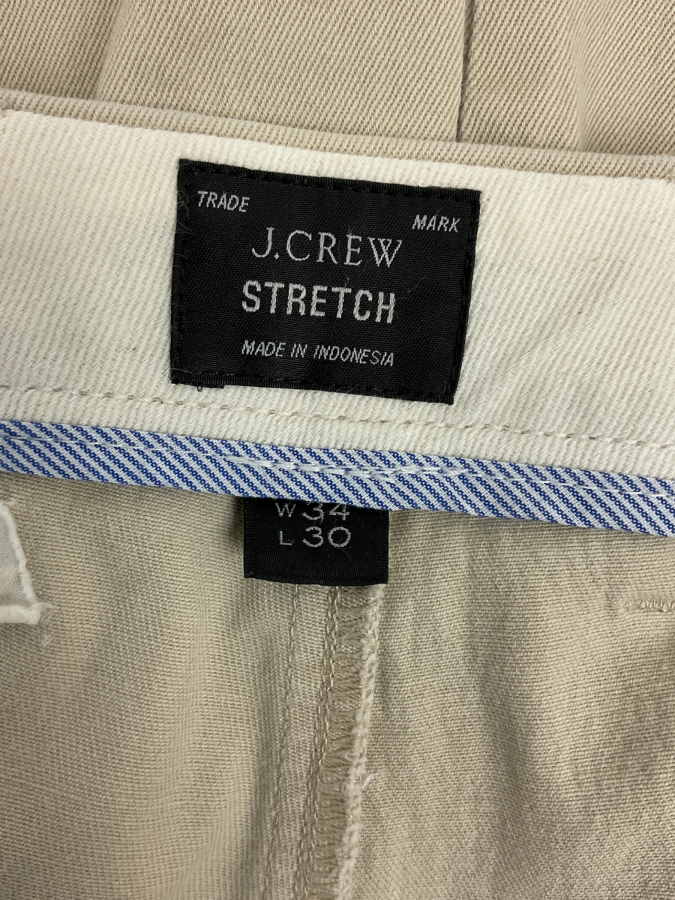 TRADE MARK
J.CREW
STRETCH
MADE IN INDONESIA
W 34
L 30